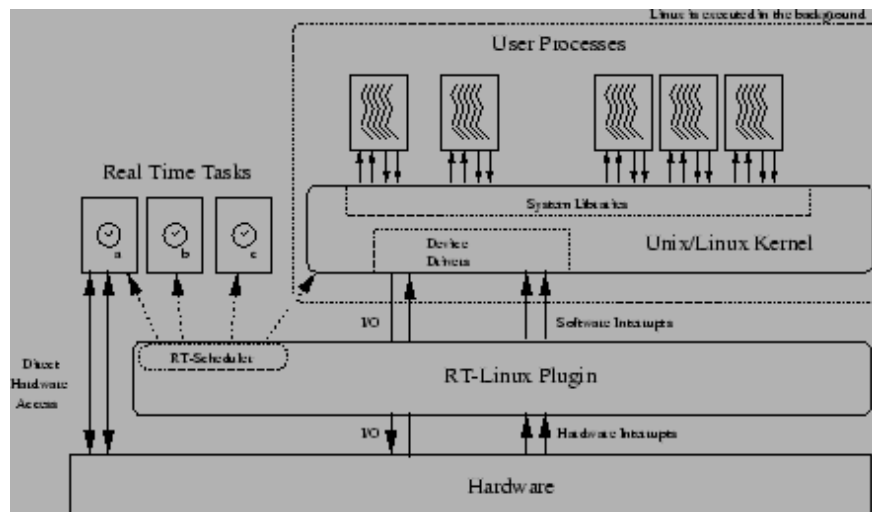 Linux is executed in the background
User Processes
Real Time Tasks
a
b
c
System Libraries
Device
Drivers
Unix/Linux Kernel
I/O
Software Interrupts
RT-Scheduler
RT-Linux Plugin
Direct
Hardware
Access
I/O
Hardware Interrupts
Hardware